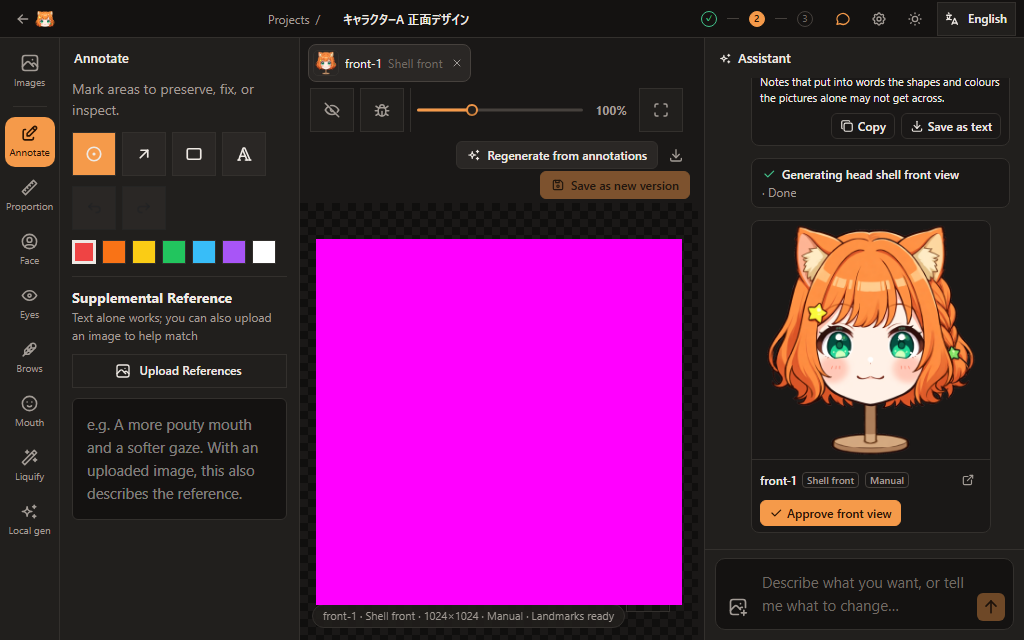 Projects /
キャラクターA 正面デザイン
2
3
English
Images
Annotate
Proportion
Face
Eyes
Brows
Mouth
Liquify
Local gen
Annotate
Mark areas to preserve, fix, or
inspect.
Supplemental Reference
Text alone works; you can also upload
an image to help match
Upload References
e.g. A more pouty mouth
and a softer gaze. With an
uploaded image, this also
describes the reference.
front-1 Shell front
100%
Regenerate from annotations
Save as new version
front-1 · Shell front · 1024×1024 · Manual · Landmarks ready
Assistant
Notes that put into words the shapes and colours
the pictures alone may not get across.
Copy
Save as text
Generating head shell front view
· Done
front-1 Shell front Manual
Approve front view
Describe what you want, or tell
me what to change...